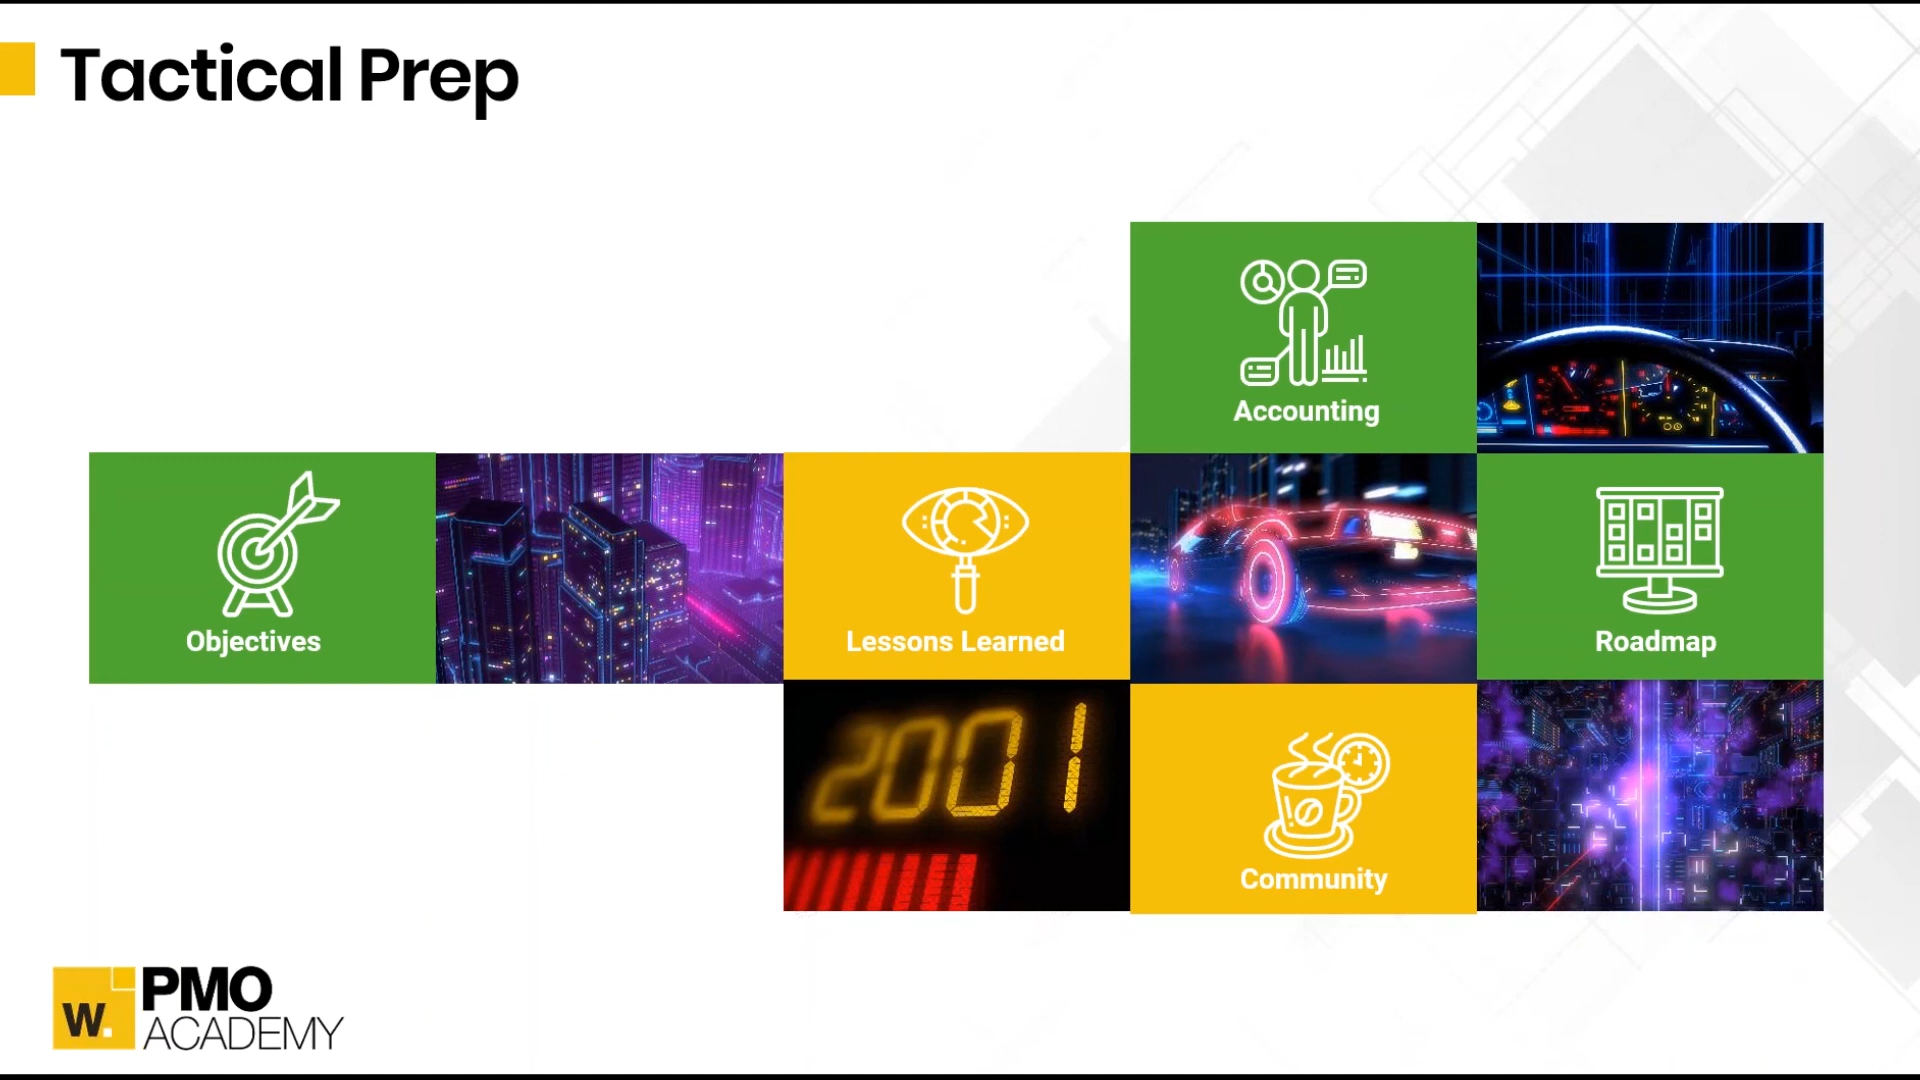 Tactical Prep
Accounting
Objectives
Lessons Learned
Roadmap
2001
Community
W.
PMO
ACADEMY